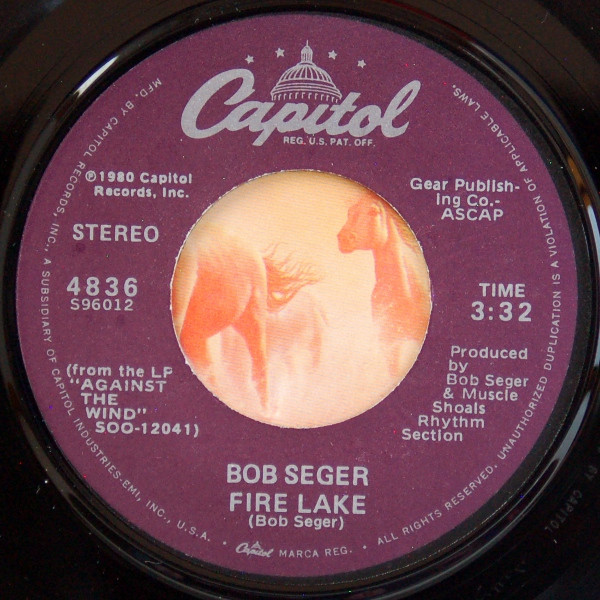 Capitol
REG. U.S. PAT. OFF.
℗1980 Capitol
Records, Inc.
Gear Publish-
ing Co.-
ASCAP
STEREO
4836
S96012
TIME
3:32
(from the LP
"AGAINST
THE
WIND"
SOO-12041)
Produced
by
Bob Seger
& Muscle
Shoals
Rhythm
Section
BOB SEGER
FIRE LAKE
(Bob Seger)
MFD. BY CAPITOL RECORDS, INC., A SUBSIDIARY OF CAPITOL INDUSTRIES-EMI, INC., U.S.A. • Capitol MARCA REG. • ALL RIGHTS RESERVED. UNAUTHORIZED DUPLICATION IS A VIOLATION OF APPLICABLE LAWS.
BY CAPITOL